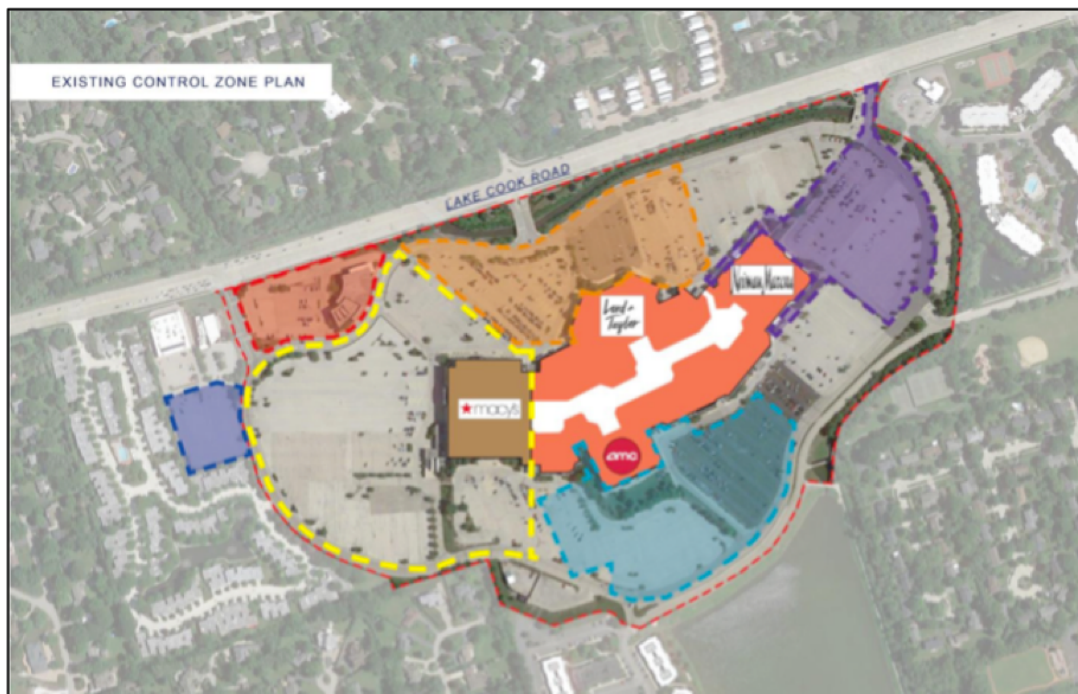 EXISTING CONTROL ZONE PLAN
LAKE COOK ROAD
Neiman Marcus
Lord & Taylor
★macy's
amc